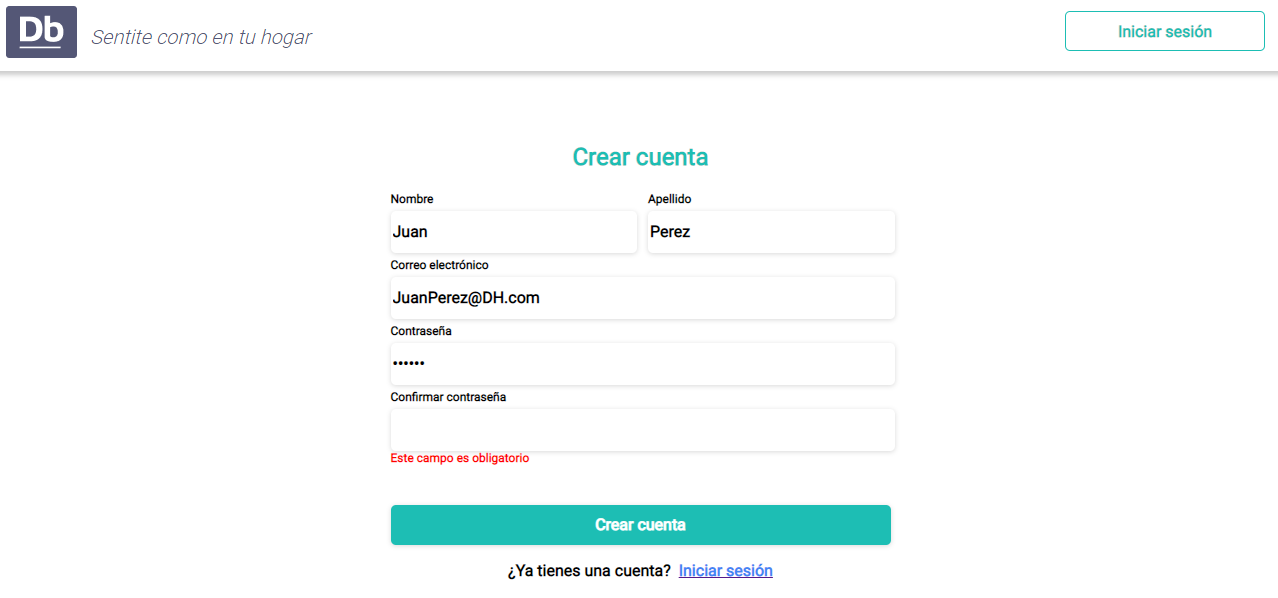 Db
Sentite como en tu hogar
Iniciar sesión
Crear cuenta
Nombre Apellido
Juan Perez
Correo electrónico
JuanPerez@DH.com
Contraseña
••••••
Confirmar contraseña
Este campo es obligatorio
Crear cuenta
¿Ya tienes una cuenta? Iniciar sesión